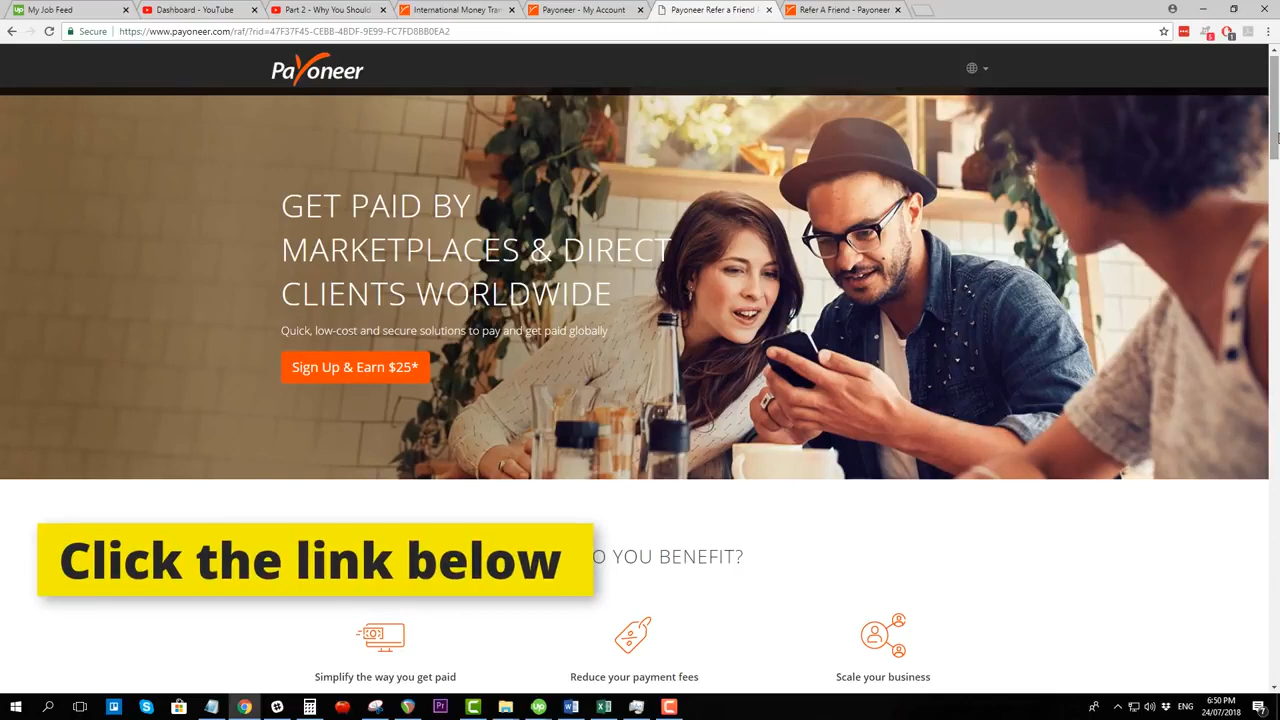 My Job Feed
Dashboard - YouTube
Part 2 - Why You Should
International Money Tran
Payoneer - My Account
Payoneer Refer a Friend
Refer A Friend - Payoneer
Secure
https://www.payoneer.com/raf/?rid=47F37F45-CEBB-4BDF-9E99-FC7FD8BB0EA2
Payoneer
GET PAID BY
MARKETPLACES & DIRECT
CLIENTS WORLDWIDE
Quick, low-cost and secure solutions to pay and get paid globally
Sign Up & Earn $25*
Click the link below
O YOU BENEFIT?
Simplify the way you get paid
Reduce your payment fees
Scale your business
ENG
6:50 PM
24/07/2018